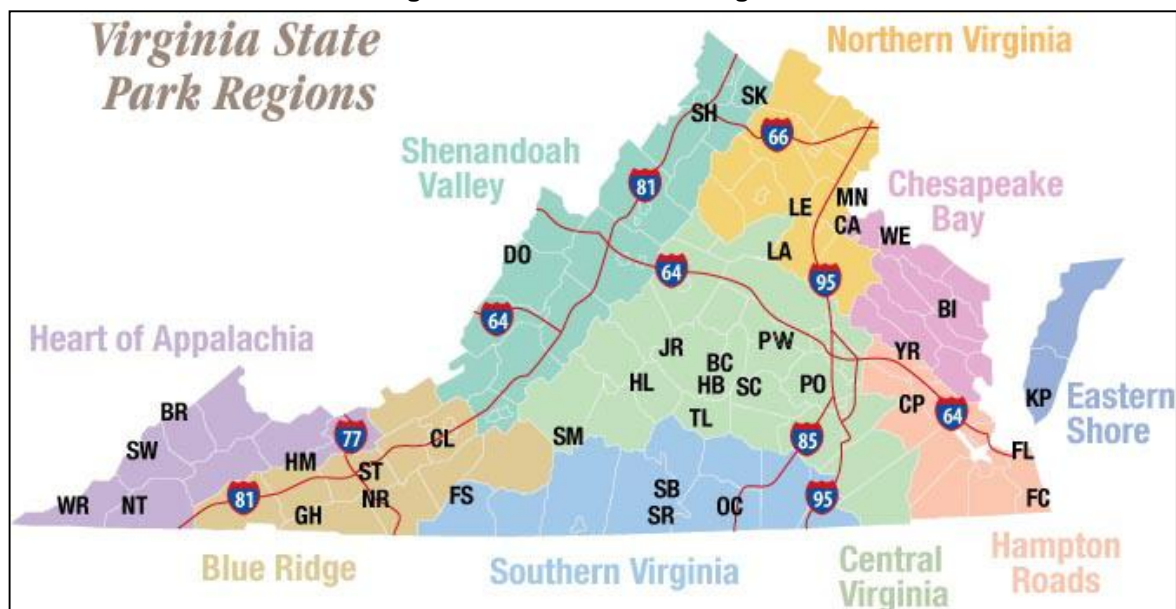 Virginia State
Park Regions
Northern Virginia
SK
SH
66
Shenandoah
Valley
81
Chesapeake
Bay
MN
LE
CA
WE
DO
LA
64
95
64
BI
Heart of Appalachia
JR
PW
YR
BC
HL
HB
SC
PO
KP
Eastern
Shore
BR
CP
64
TL
77
CL
SM
85
SW
HM
ST
FL
WR
NT
81
GH
NR
FS
SB
SR
OC
95
FC
Blue Ridge
Southern Virginia
Central
Virginia
Hampton
Roads